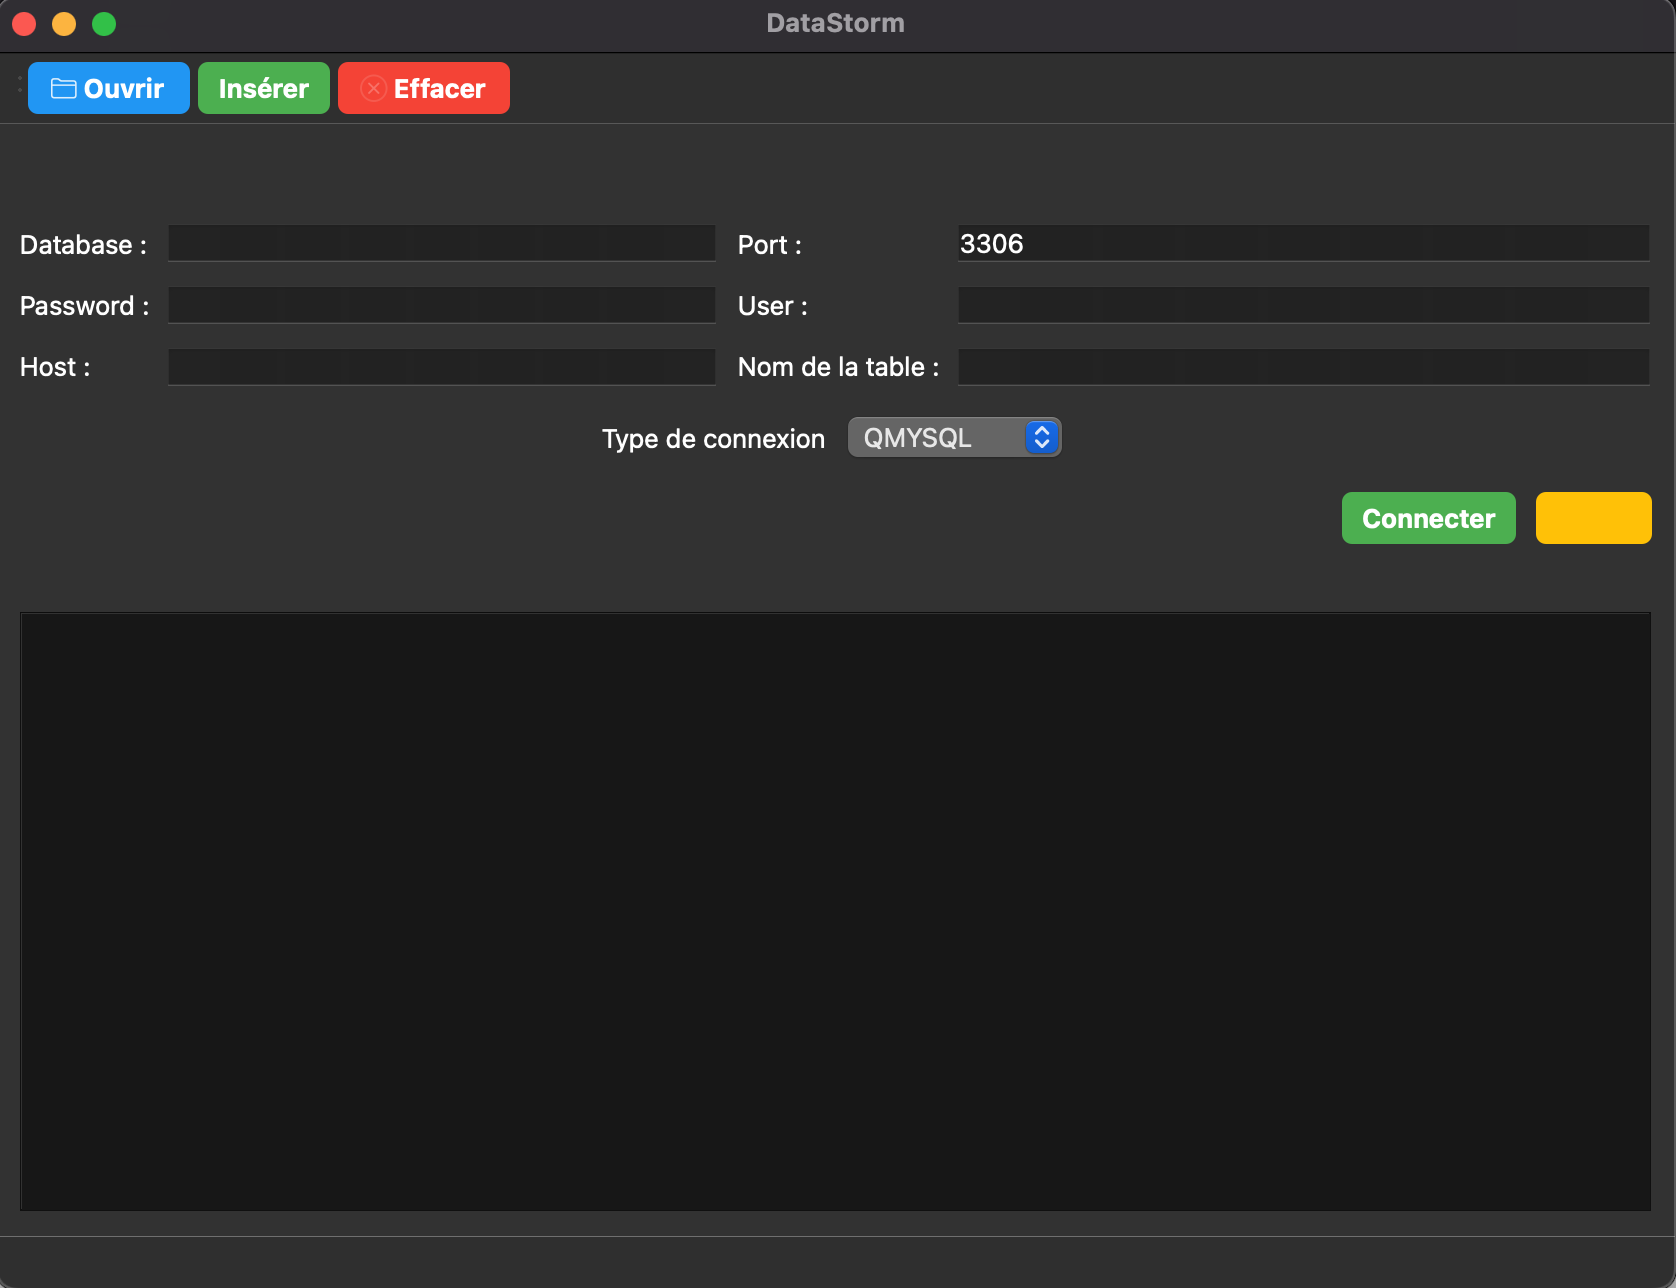 DataStorm
Ouvrir Insérer Effacer
Database : Port : 3306
Password : User :
Host : Nom de la table :
Type de connexion QMYSQL
Connecter